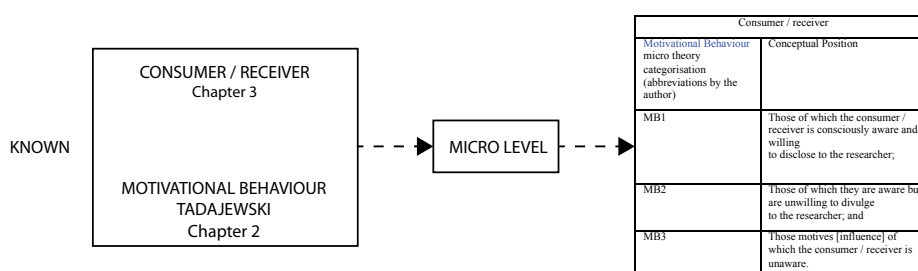 KNOWN
CONSUMER / RECEIVER
Chapter 3
MOTIVATIONAL BEHAVIOUR
TADAJEWSKI
Chapter 2
MICRO LEVEL
Consumer / receiver
Motivational Behaviour
micro theory
categorisation
(abbreviations by the
author)
Conceptual Position
MB1
Those of which the consumer /
receiver is consciously aware and
willing
to disclose to the researcher;
MB2
Those of which they are aware bu
are unwilling to divulge
to the researcher; and
MB3
Those motives [influence] of
which the consumer / receiver is
unaware.